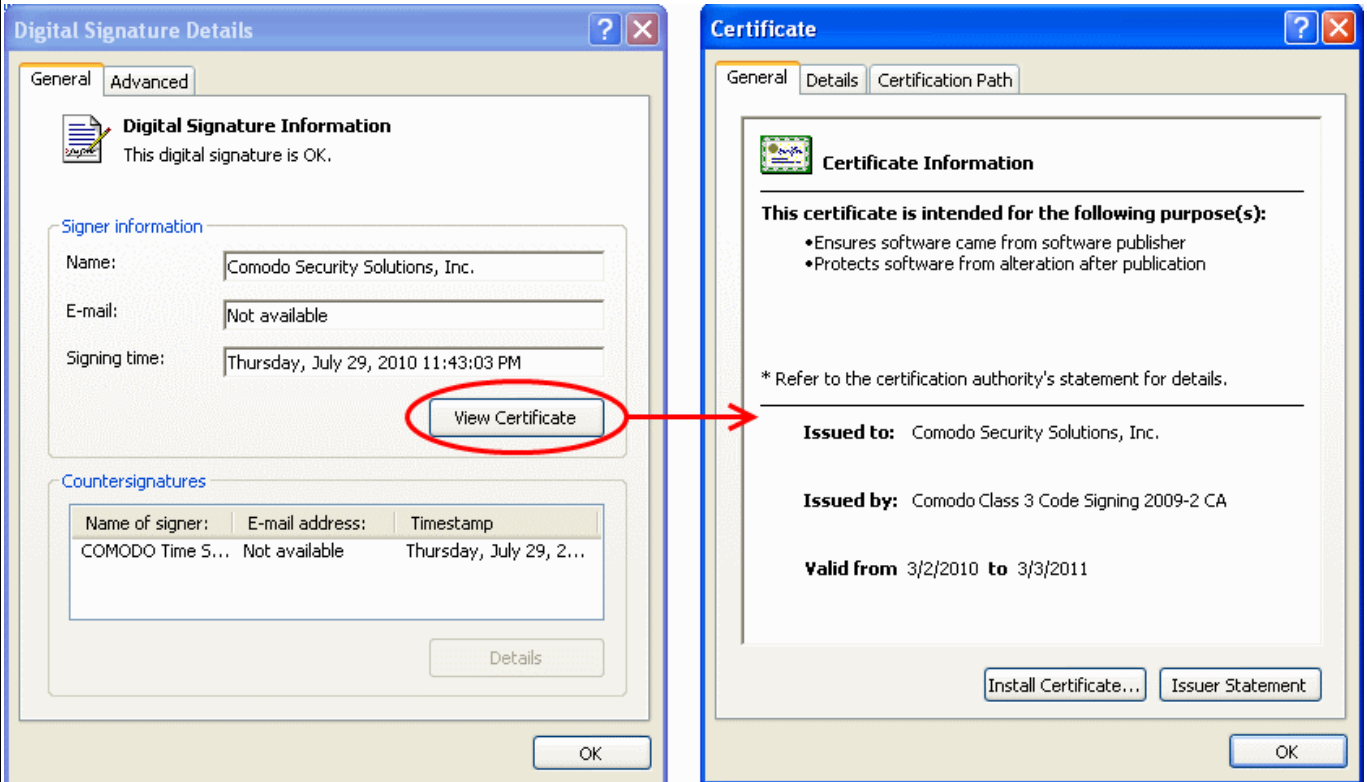 Digital Signature Details
General
Advanced
Digital Signature Information
This digital signature is OK.
Signer information
Name:
Comodo Security Solutions, Inc.
E-mail:
Not available
Signing time:
Thursday, July 29, 2010 11:43:03 PM
View Certificate
Countersignatures
Name of signer: E-mail address: Timestamp
COMODO Time S... Not available Thursday, July 29, 2...
Details
OK
Certificate
General
Details
Certification Path
Certificate Information
This certificate is intended for the following purpose(s):
•Ensures software came from software publisher
•Protects software from alteration after publication
* Refer to the certification authority's statement for details.
Issued to: Comodo Security Solutions, Inc.
Issued by: Comodo Class 3 Code Signing 2009-2 CA
Valid from 3/2/2010 to 3/3/2011
Install Certificate...
Issuer Statement
OK